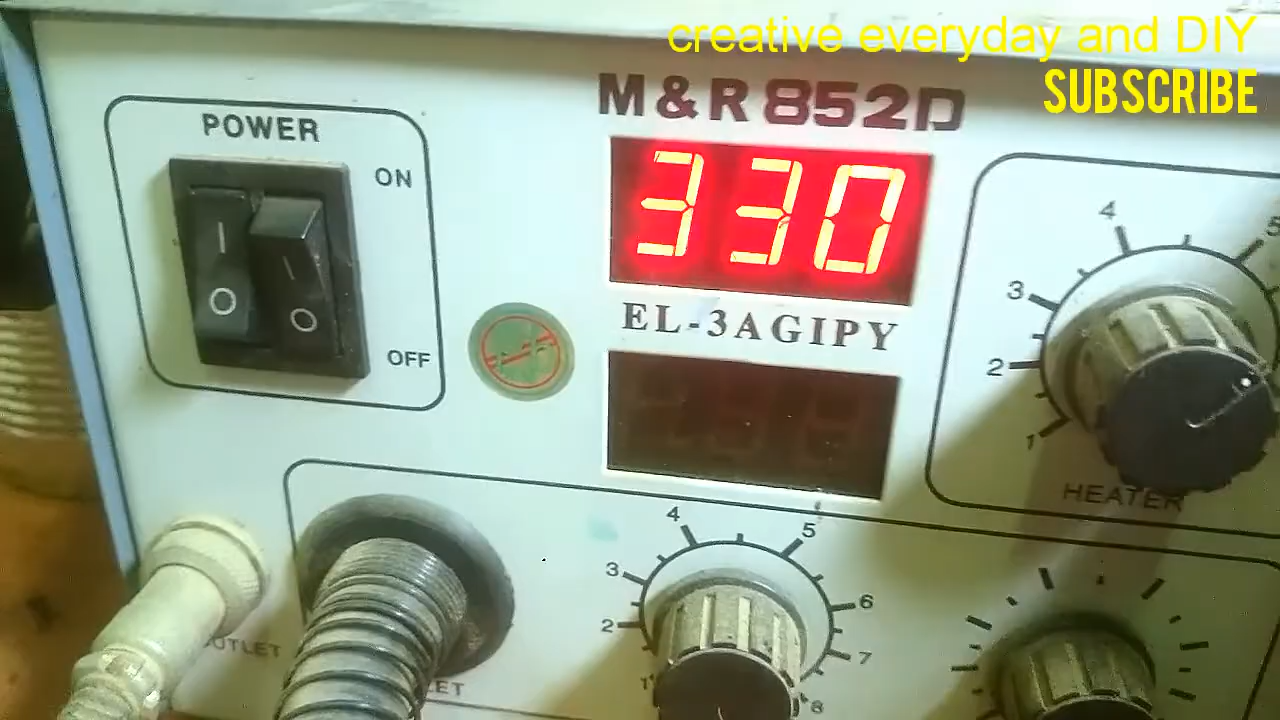 creative everyday and DIY
SUBSCRIBE
M&R 852D
POWER
ON
OFF
I I
O O
330
EL-3AGIPY
1 2 3 4 5
HEATER
1 2 3 4 5 6 7 8
OUTLET